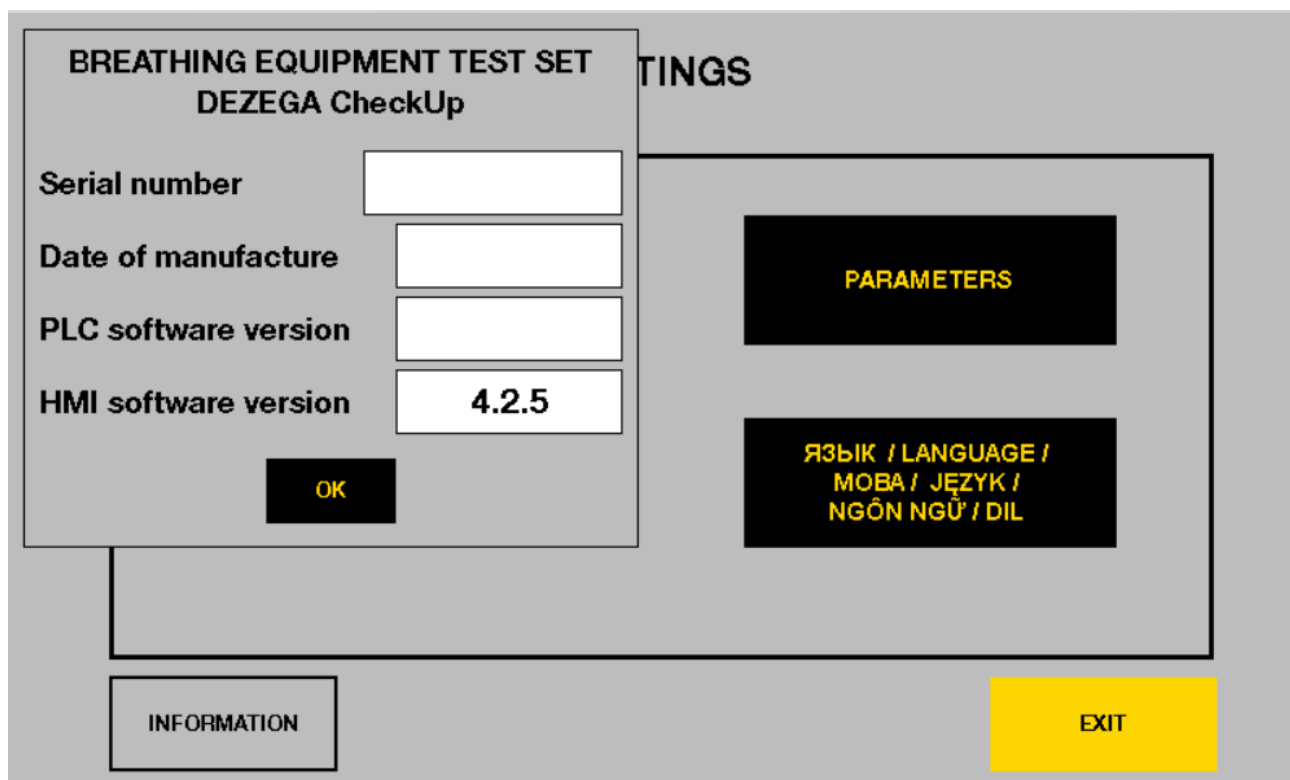 BREATHING EQUIPMENT TEST SET
DEZEGA CheckUp
TINGS
Serial number
Date of manufacture
PLC software version
HMI software version 4.2.5
OK
PARAMETERS
ЯЗЫК / LANGUAGE /
МОВА / JĘZYK /
NGÔN NGỮ / DIL
INFORMATION
EXIT